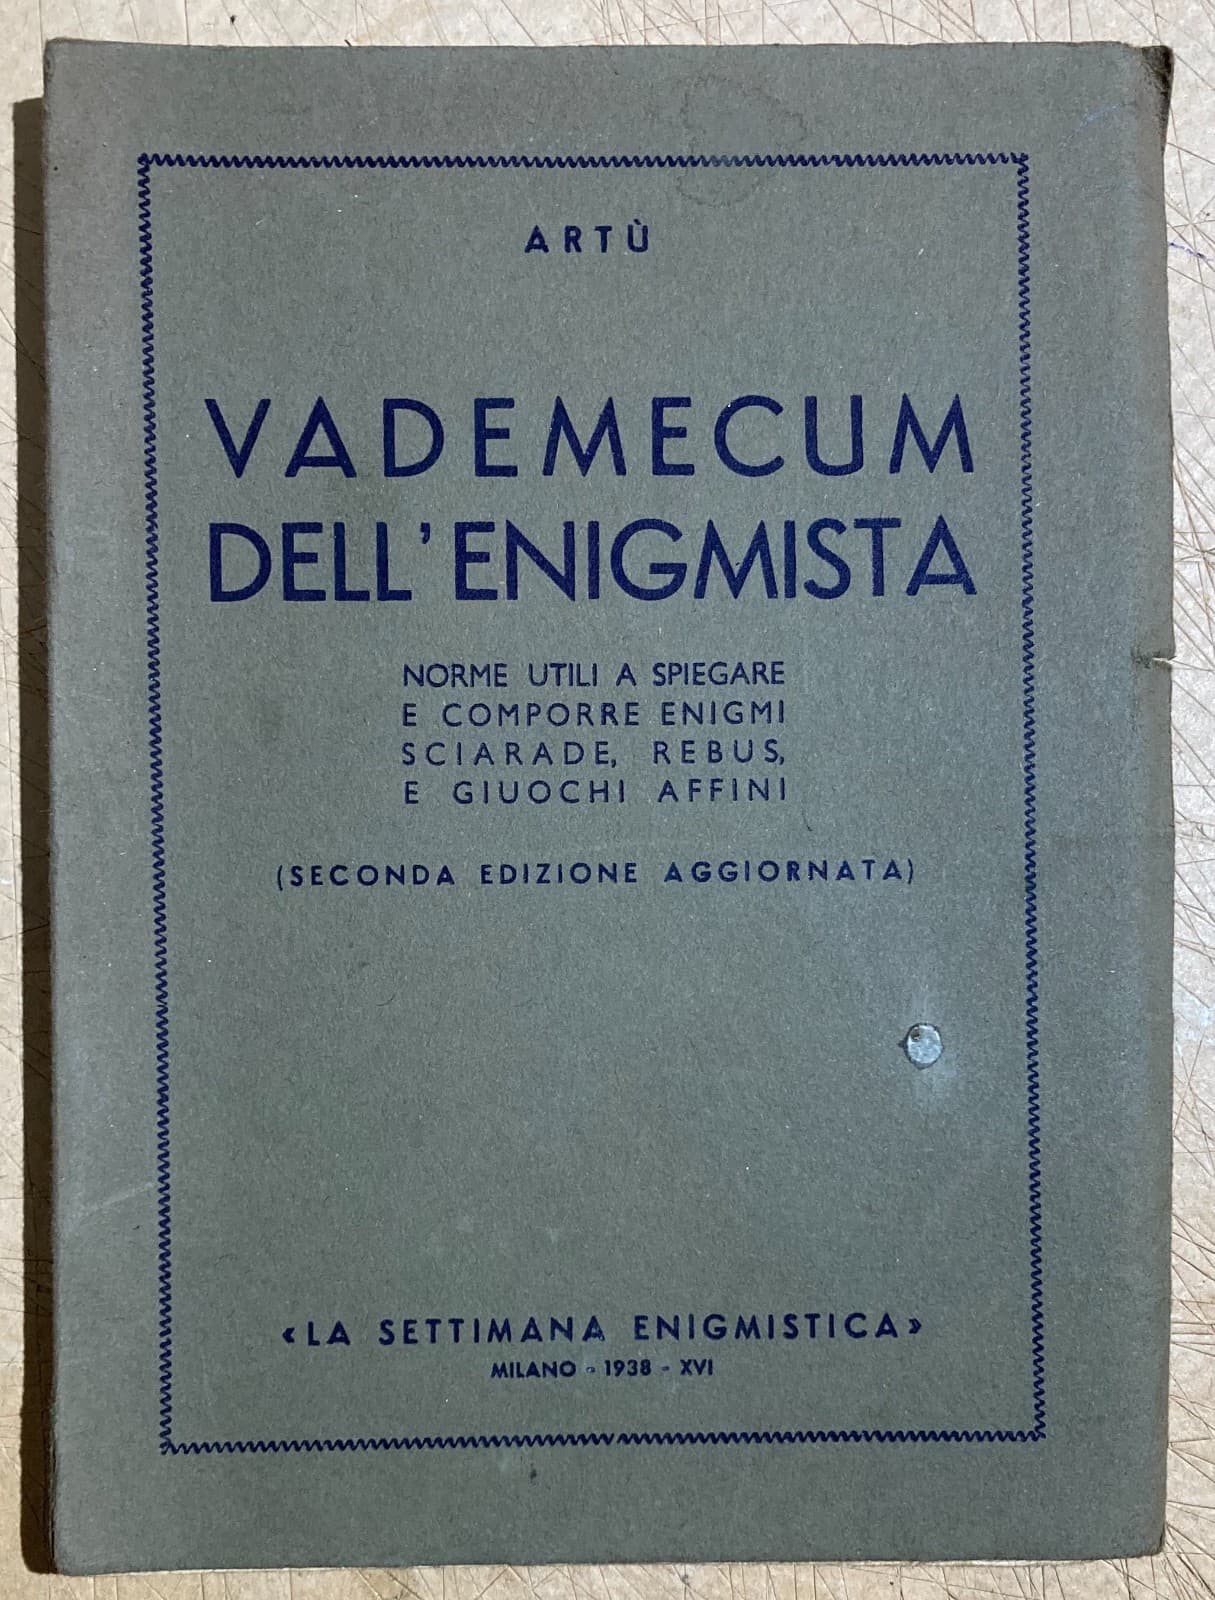 ARTÙ
VADEMECUM
DELL'ENIGMISTA
NORME UTILI A SPIEGARE
E COMPORRE ENIGMI
SCIARADE, REBUS,
E GIUOCHI AFFINI
(SECONDA EDIZIONE AGGIORNATA)
«LA SETTIMANA ENIGMISTICA»
MILANO - 1938 - XVI